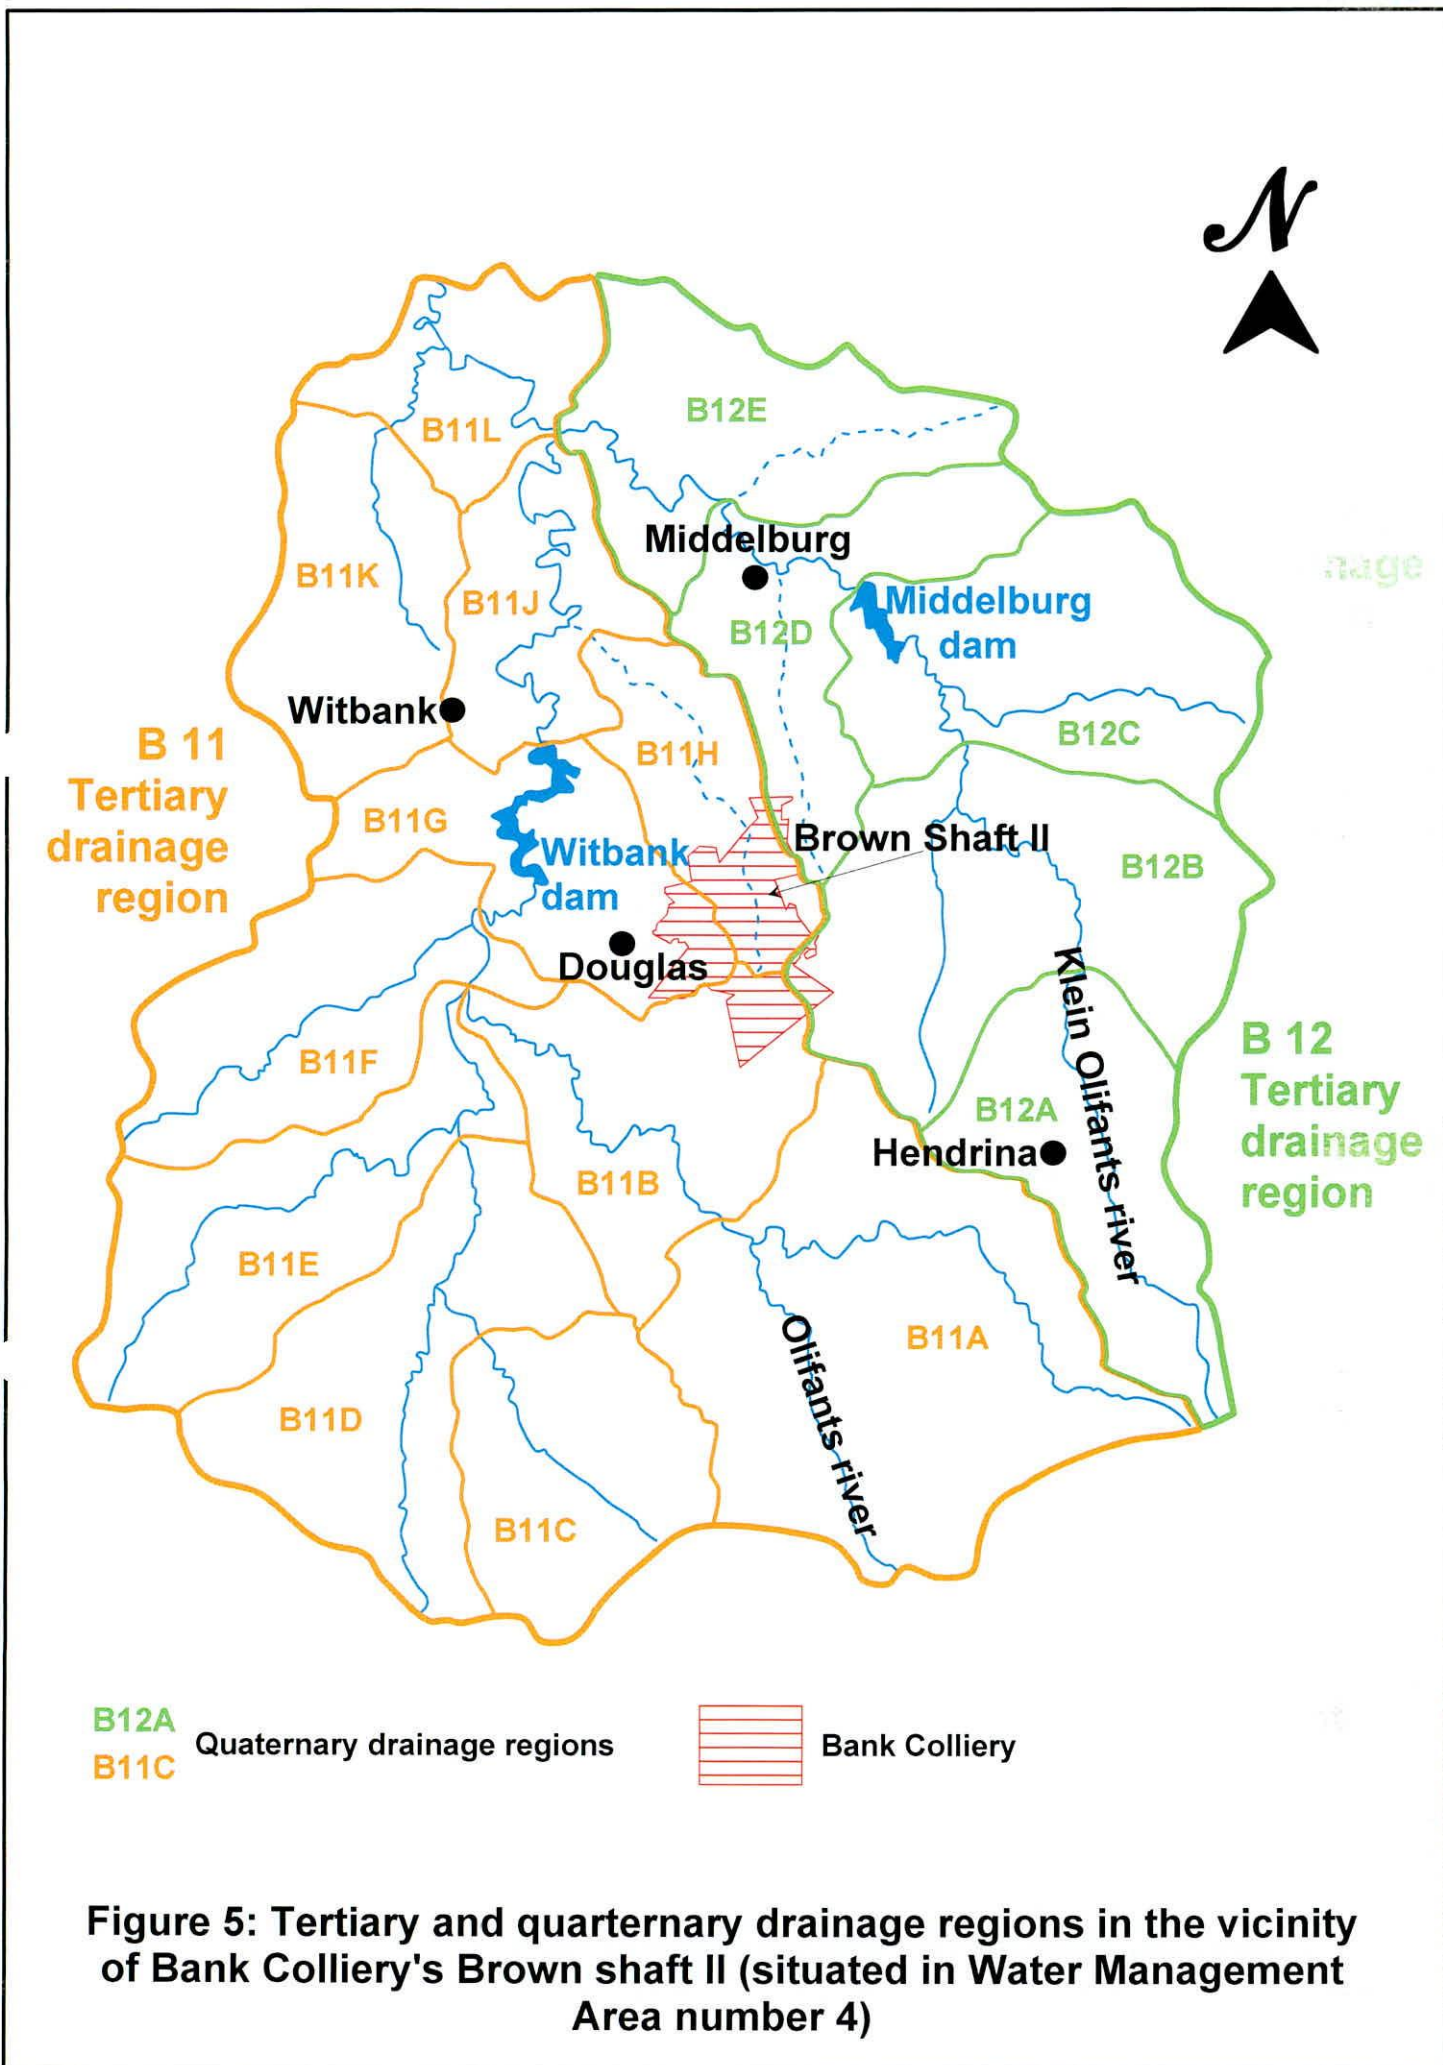 N
B12E
B11L
Middelburg
B11K
B11J
nage
Middelburg
dam
B12D
Witbank
B 11
Tertiary
drainage
region
B11H
B12C
B11G
Brown Shaft II
Witbank
dam
B12B
Douglas
Klein Olifants river
B 12
Tertiary
drainage
region
B11F
B12A
Hendrina
B11B
B11E
B11A
Olifants river
B11D
B11C
B12A
B11C
Quaternary drainage regions
Bank Colliery
Figure 5: Tertiary and quarternary drainage regions in the vicinity
of Bank Colliery's Brown shaft II (situated in Water Management
Area number 4)